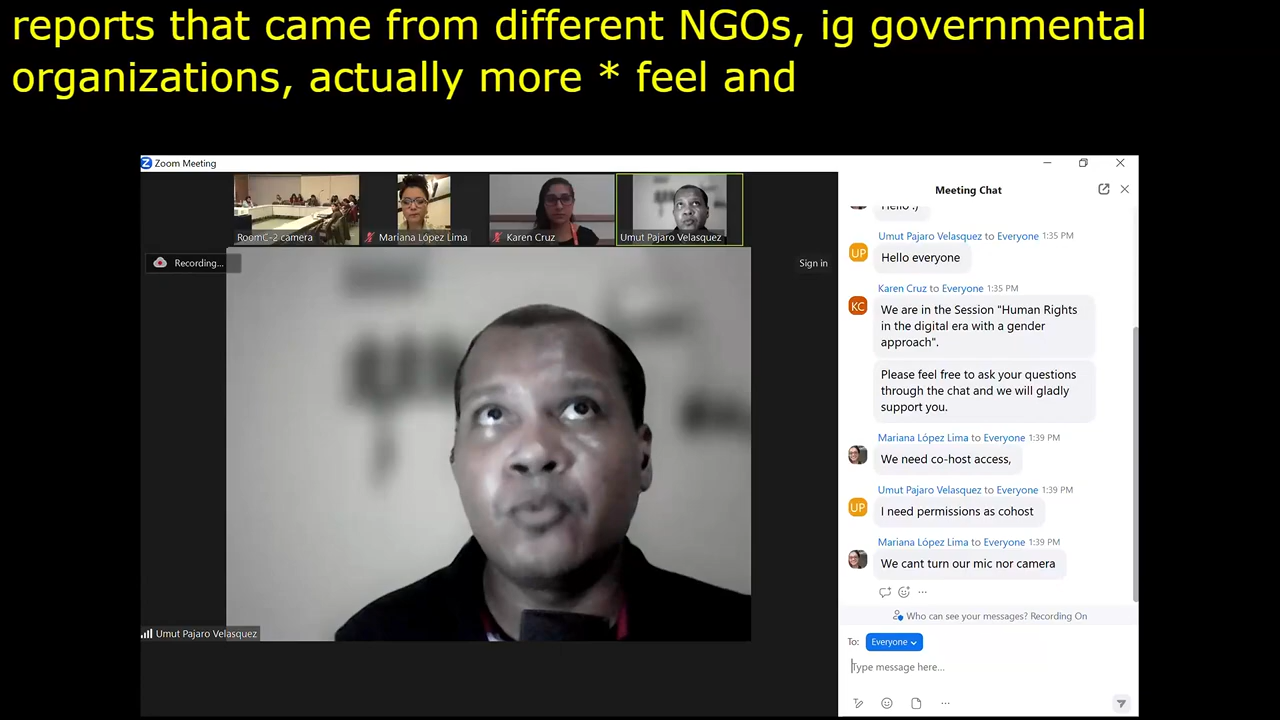 reports that came from different NGOs, ig governmental
organizations, actually more * feel and
Zoom Meeting
RoomC-2 camera
Mariana López Lima
Karen Cruz
Umut Pajaro Velasquez
Recording...
Sign in
Umut Pajaro Velasquez
Meeting Chat
Hello :)
Umut Pajaro Velasquez to Everyone 1:35 PM
UP
Hello everyone
Karen Cruz to Everyone 1:35 PM
KC
We are in the Session "Human Rights
in the digital era with a gender
approach".
Please feel free to ask your questions
through the chat and we will gladly
support you.
Mariana López Lima to Everyone 1:39 PM
We need co-host access,
Umut Pajaro Velasquez to Everyone 1:39 PM
UP
I need permissions as cohost
Mariana López Lima to Everyone 1:39 PM
We cant turn our mic nor camera
Who can see your messages? Recording On
To: Everyone
Type message here...